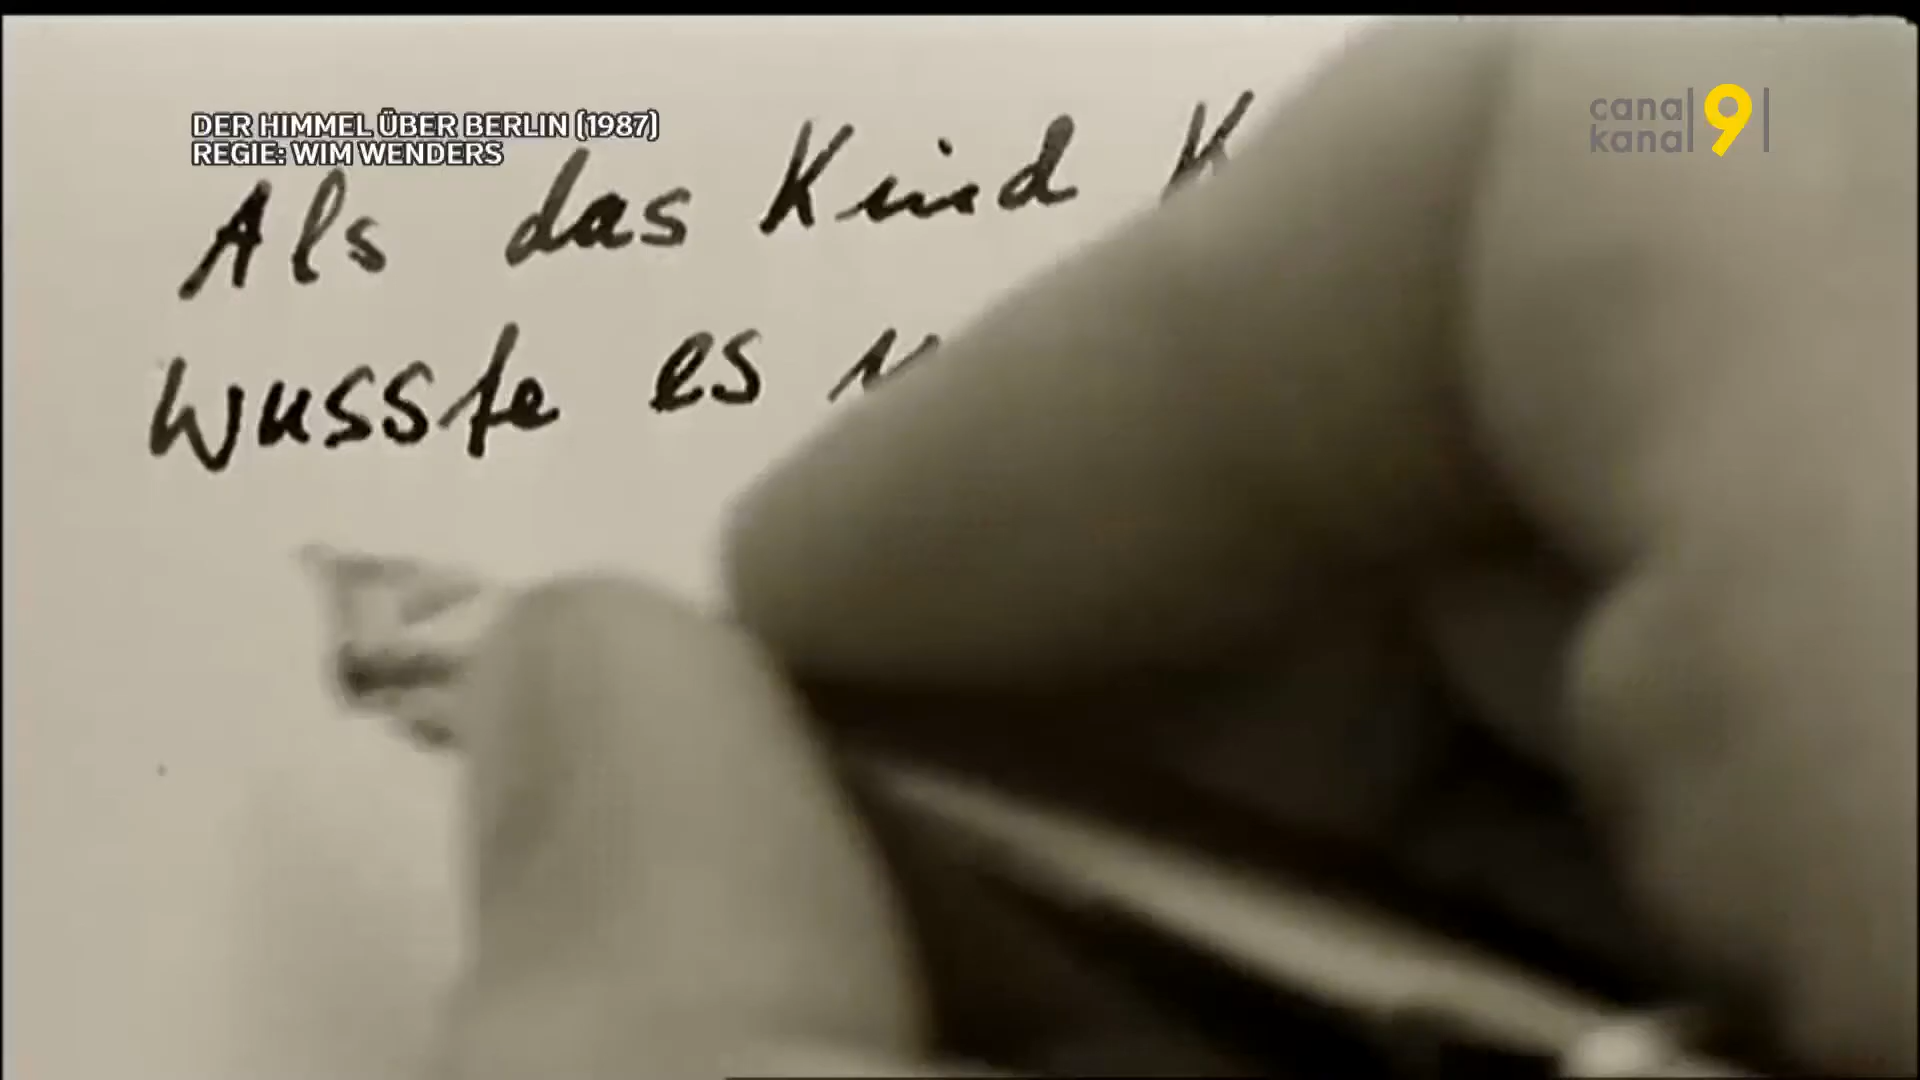 DER HIMMEL ÜBER BERLIN (1987)
REGIE: WIM WENDERS
canal 9
kanal
Als das Kind K
wusste es